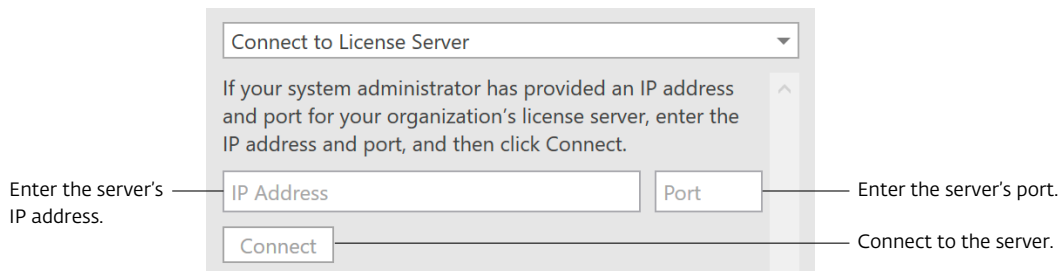 Connect to License Server
If your system administrator has provided an IP address
and port for your organization's license server, enter the
IP address and port, and then click Connect.
Enter the server's
IP address.
IP Address
Port
Enter the server's port.
Connect
Connect to the server.